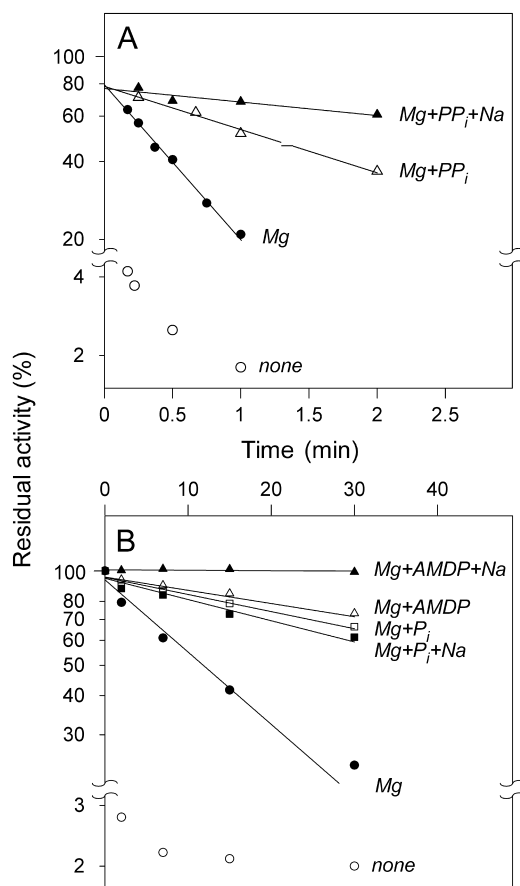 A
100
80
60
40
20
4
2
Mg+PPi+Na
Mg+PPi
Mg
none
0 0.5 1 1.5 2 2.5
Time (min)
Residual activity (%)
0 10 20 30 40
B
100
80
70
60
50
40
30
3
2
Mg+AMDP+Na
Mg+AMDP
Mg+Pi
Mg+Pi+Na
Mg
none